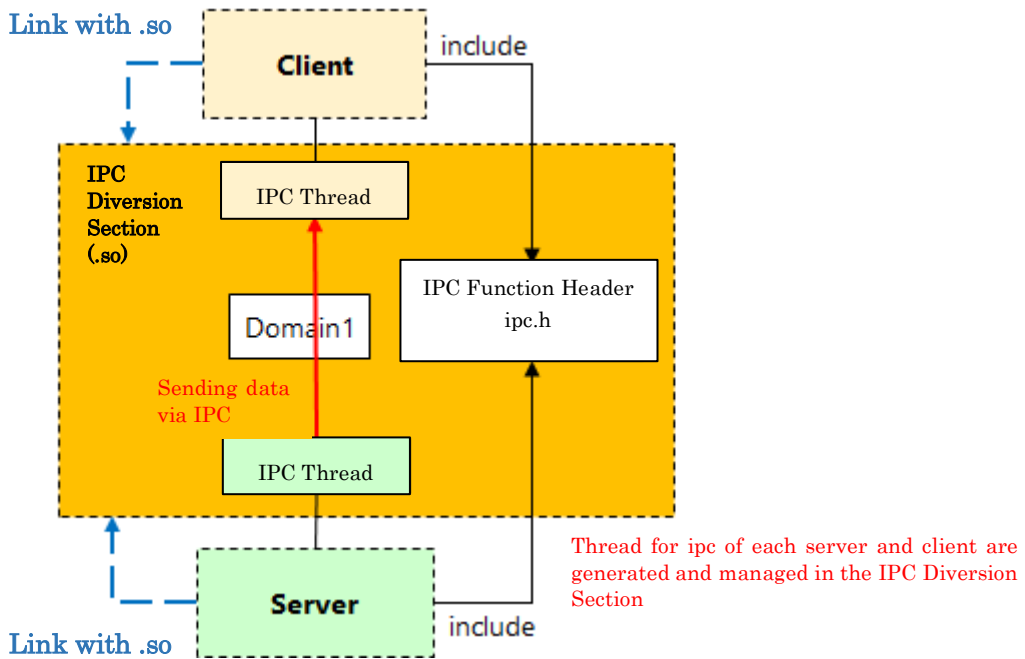 Link with .so
include
Client
IPC
Diversion
Section
(.so)
IPC Thread
IPC Function Header
ipc.h
Domain1
Sending data
via IPC
IPC Thread
Thread for ipc of each server and client are
generated and managed in the IPC Diversion
Section
Server
include
Link with .so